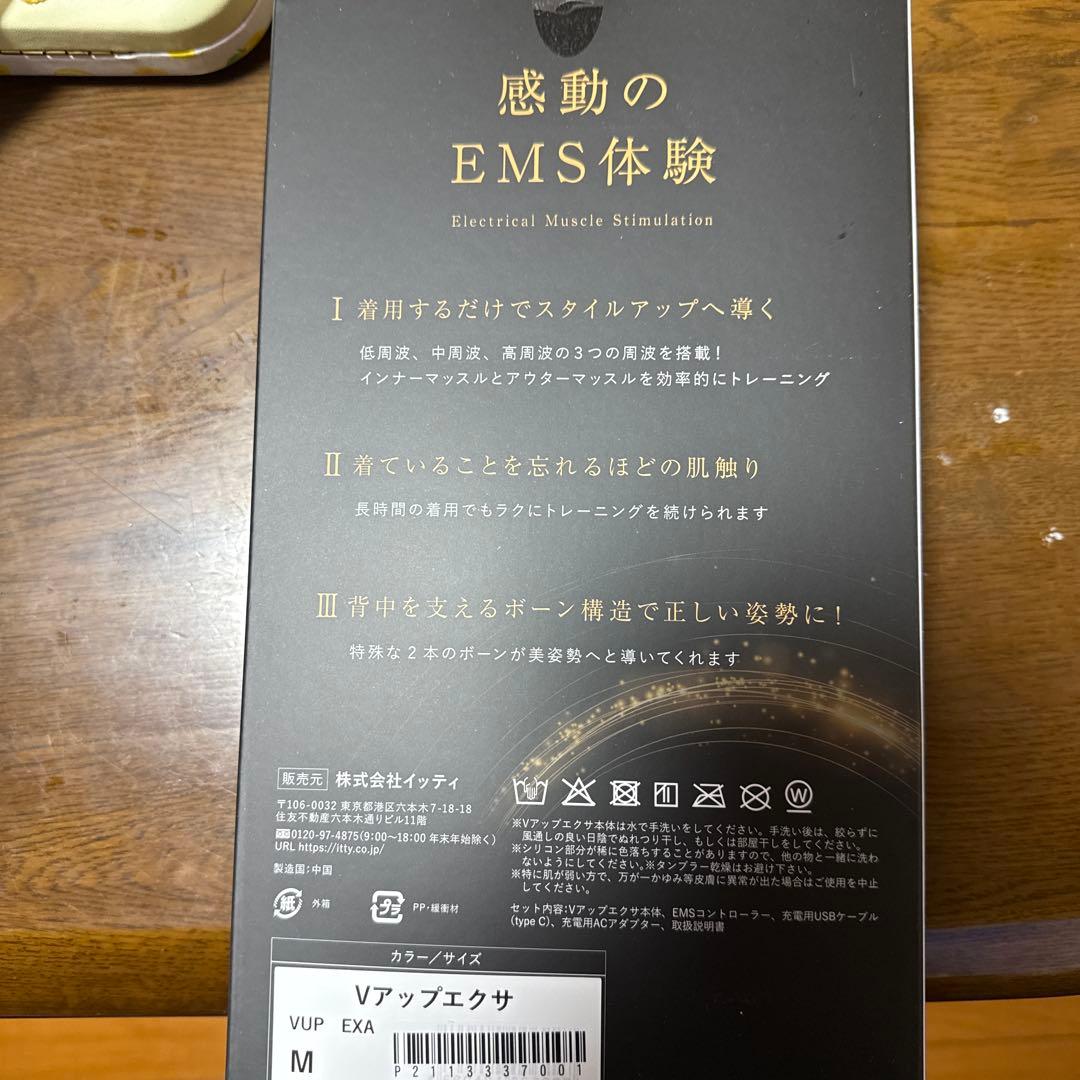 感動の
EMS体験
Electrical Muscle Stimulation
Ⅰ 着用するだけでスタイルアップへ導く
低周波、中周波、高周波の3つの周波を搭載！
インナーマッスルとアウターマッスルを効率的にトレーニング
Ⅱ 着ていることを忘れるほどの肌触り
長時間の着用でもラクにトレーニングを続けられます
Ⅲ 背中を支えるボーン構造で正しい姿勢に！
特殊な2本のボーンが美姿勢へと導いてくれます
販売元 株式会社イッティ
〒106-0032 東京都港区六本木7-18-18
住友不動産六本木通りビル11階
0120-97-4875(9:00〜18:00 年末年始除く)
URL https://itty.co.jp/
製造国：中国
紙 外箱
プラ PP・緩衝材
W
※Vアップエクサ本体は水で手洗いをしてください。手洗い後は、絞らずに
風通しの良い日陰でぬれつり干し、もしくは部屋干しをしてください。
※シリコン部分が稀に色落ちすることがありますので、他の物と一緒に洗わ
ないようにしてください。※タンブラー乾燥はお避け下さい。
※特に肌が弱い方で、万が一かゆみ等皮膚に異常が出た場合はご使用を中止
してください。
セット内容：Vアップエクサ本体、EMSコントローラー、充電用USBケーブル
(type C)、充電用ACアダプター、取扱説明書
カラー／サイズ
Vアップエクサ
VUP EXA
M
P2113337001